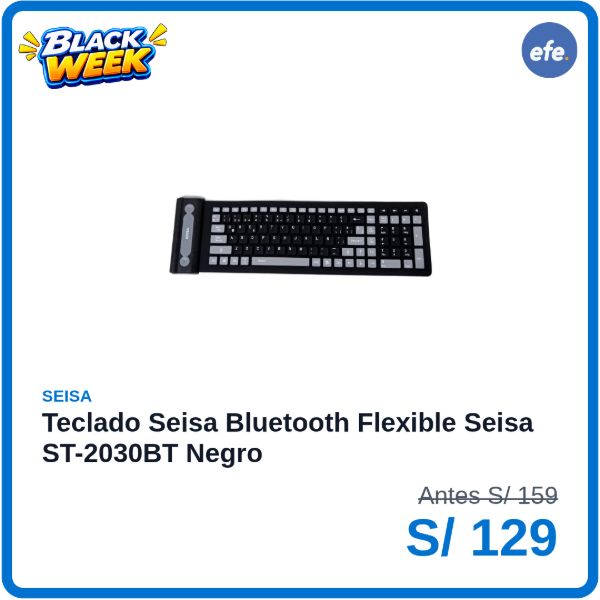 BLACK
WEEK
efe.
SEISA
Teclado Seisa Bluetooth Flexible Seisa
ST-2030BT Negro
Antes S/ 159
S/ 129